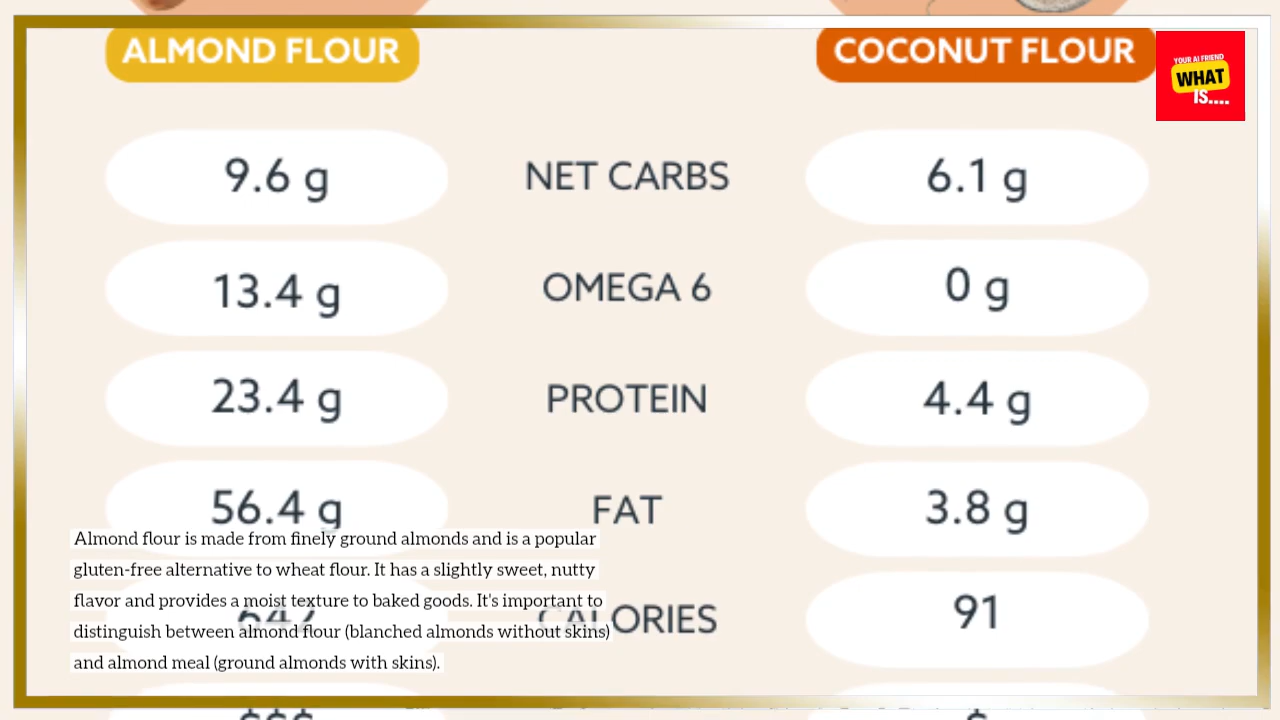 ALMOND FLOUR
COCONUT FLOUR
YOUR AI FRIEND
WHAT
IS....
9.6 g
NET CARBS
6.1 g
13.4 g
OMEGA 6
0 g
23.4 g
PROTEIN
4.4 g
56.4 g
FAT
3.8 g
Almond flour is made from finely ground almonds and is a popular
gluten-free alternative to wheat flour. It has a slightly sweet, nutty
flavor and provides a moist texture to baked goods. It's important to
distinguish between almond flour (blanched almonds without skins)
and almond meal (ground almonds with skins).
CALORIES
91
$$$
$